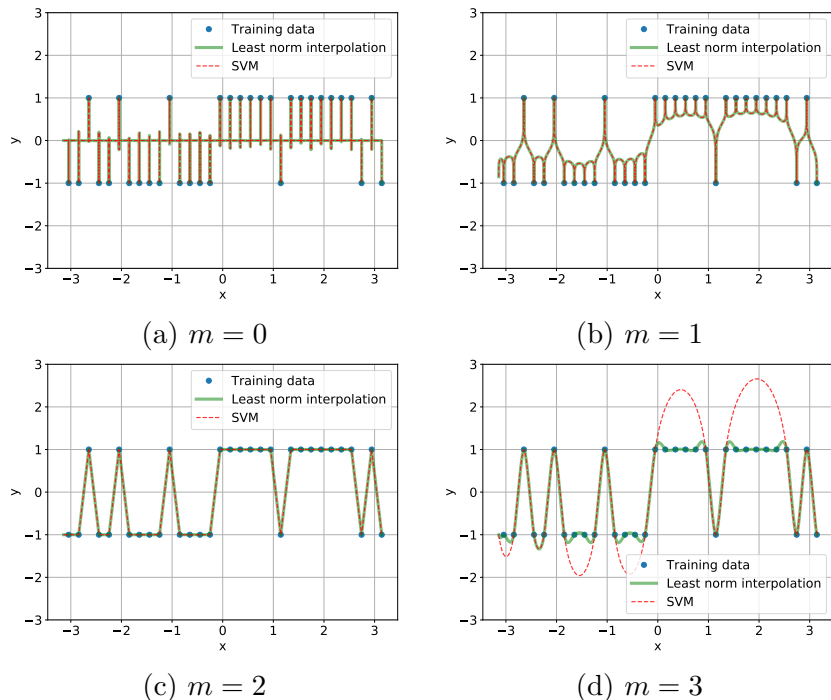 3
2
1
0
−1
−2
−3
y
−3 −2 −1 0 1 2 3
x
Training data
Least norm interpolation
SVM
(a) m = 0
3
2
1
0
−1
−2
−3
y
−3 −2 −1 0 1 2 3
x
Training data
Least norm interpolation
SVM
(b) m = 1
3
2
1
0
−1
−2
−3
y
−3 −2 −1 0 1 2 3
x
Training data
Least norm interpolation
SVM
(c) m = 2
3
2
1
0
−1
−2
−3
y
−3 −2 −1 0 1 2 3
x
Training data
Least norm interpolation
SVM
(d) m = 3